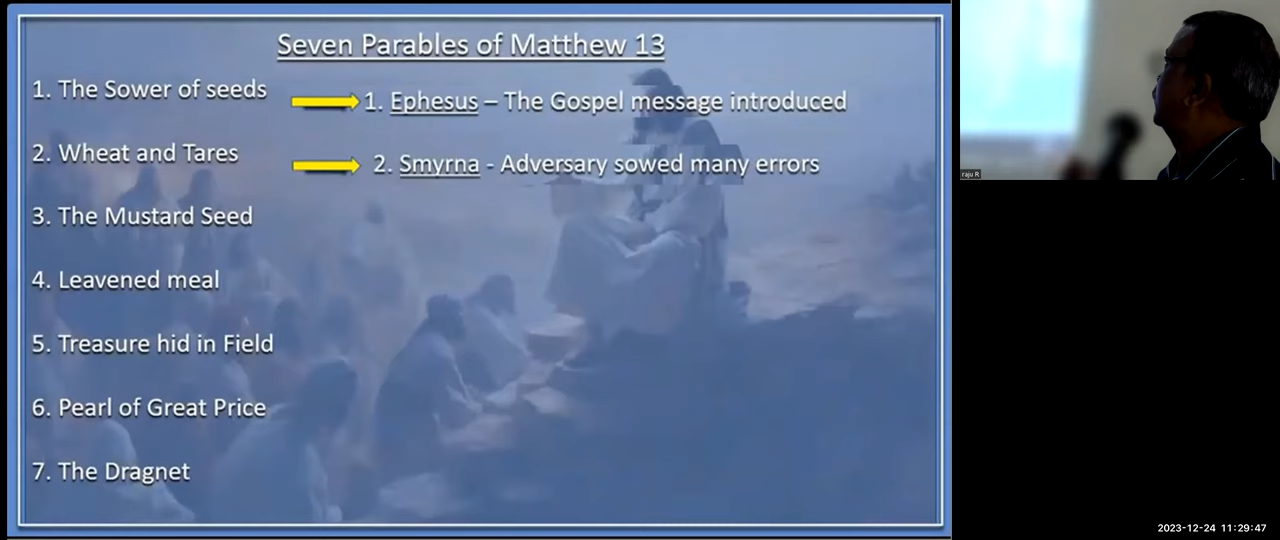 Seven Parables of Matthew 13
1. The Sower of seeds
1. Ephesus – The Gospel message introduced
2. Wheat and Tares
2. Smyrna - Adversary sowed many errors
3. The Mustard Seed
4. Leavened meal
5. Treasure hid in Field
6. Pearl of Great Price
7. The Dragnet
raju R
2023-12-24 11:29:47